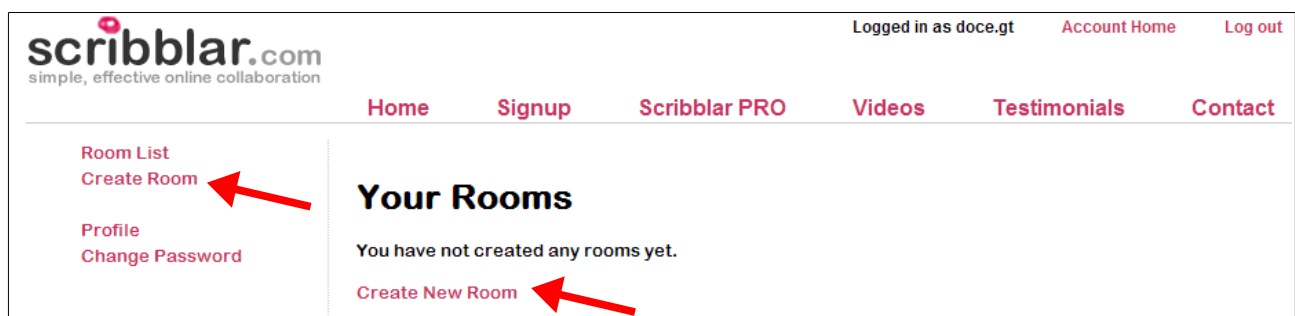 Logged in as doce.gt Account Home Log out
scribblar.com
simple, effective online collaboration
Home Signup Scribblar PRO Videos Testimonials Contact
Room List
Create Room
Profile
Change Password
Your Rooms
You have not created any rooms yet.
Create New Room